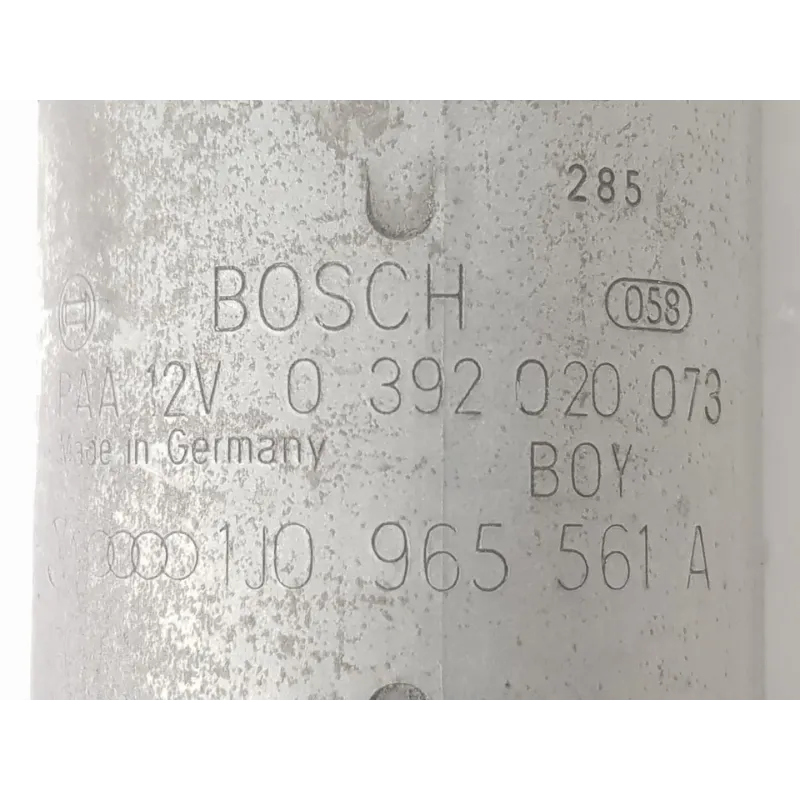 285
BOSCH 058
PAA 12V 0 392 020 073
Made in Germany BOY
1J0 965 561 A